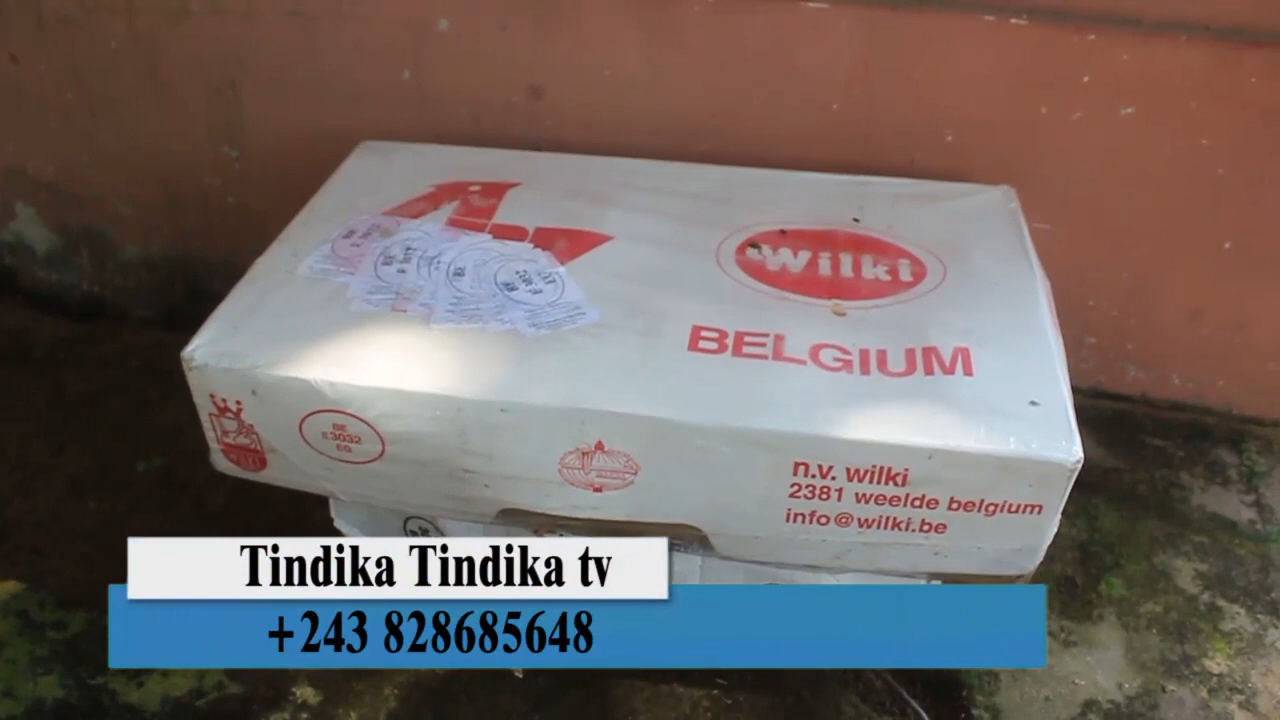 Wilki
BELGIUM
BE
E3032
EG
n.v. wilki
2381 weelde belgium
info@wilki.be
Tindika Tindika tv
+243 828685648